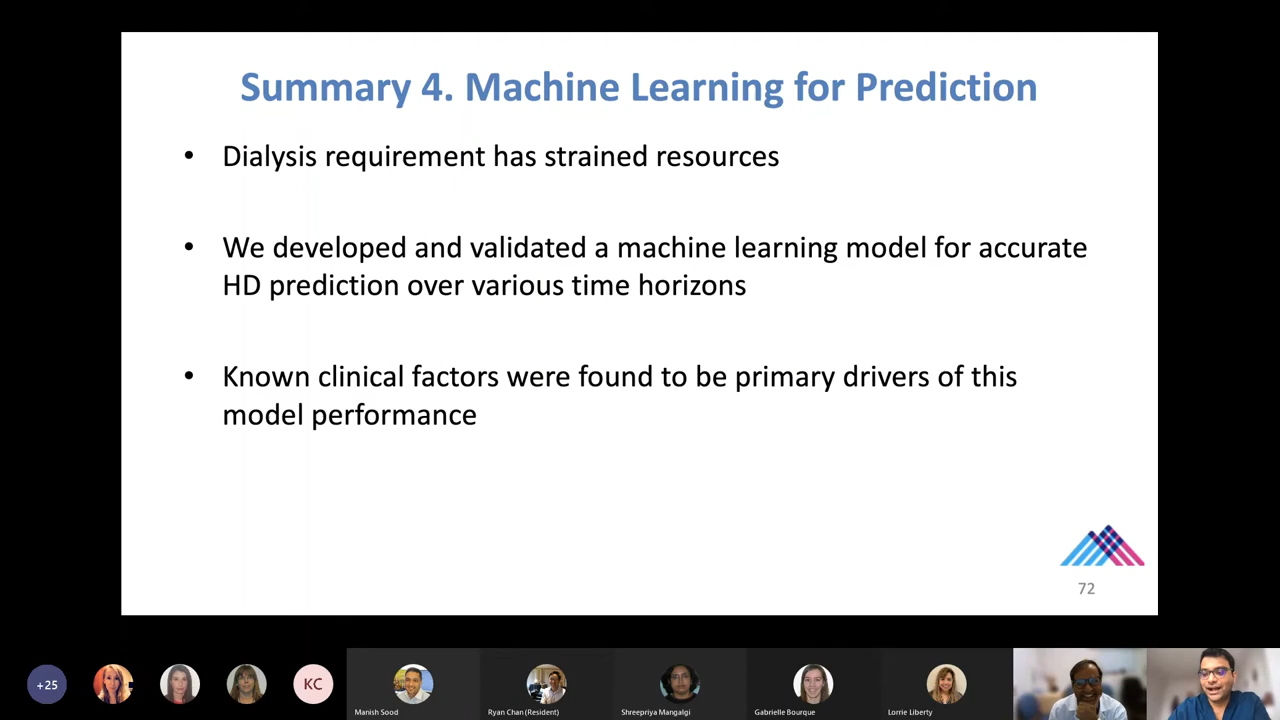 Summary 4. Machine Learning for Prediction
• Dialysis requirement has strained resources
• We developed and validated a machine learning model for accurate
HD prediction over various time horizons
• Known clinical factors were found to be primary drivers of this
model performance
72
+25
KC
Manish Sood
Ryan Chan (Resident)
Shreepriya Mangalgi
Gabrielle Bourque
Lorrie Liberty